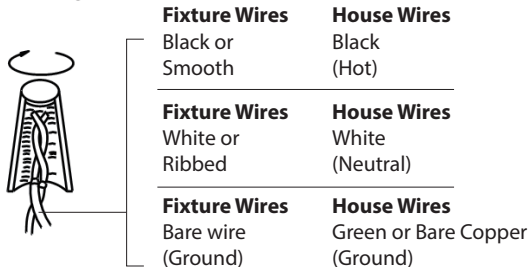 Fixture Wires House Wires
Black or Black
Smooth (Hot)
Fixture Wires House Wires
White or White
Ribbed (Neutral)
Fixture Wires House Wires
Bare wire Green or Bare Copper
(Ground) (Ground)